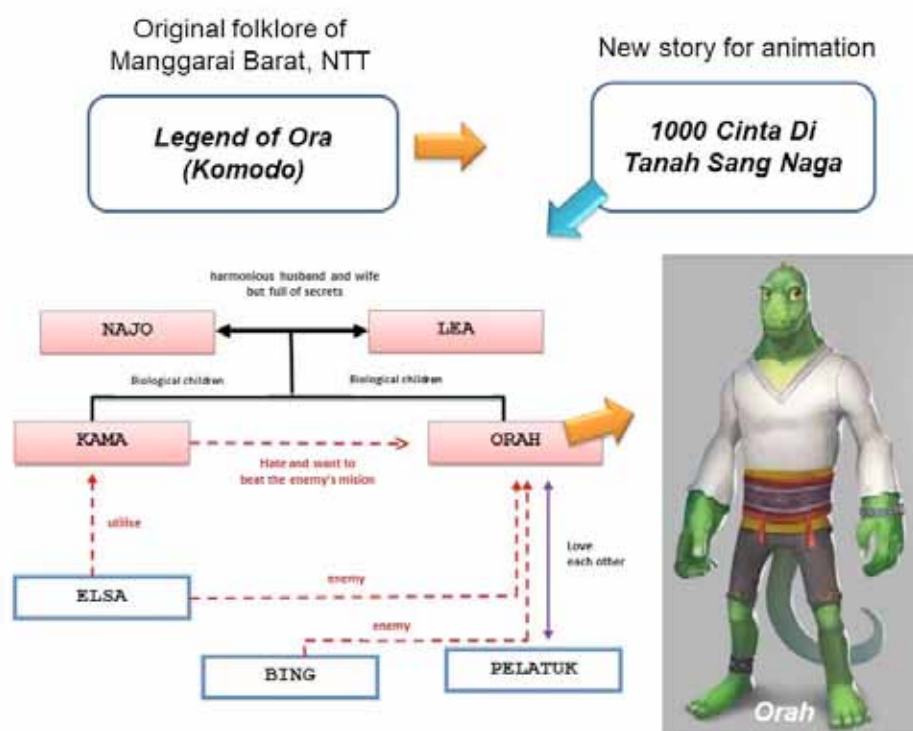 Original folklore of
Manggarai Barat, NTT
New story for animation
Legend of Ora
(Komodo)
1000 Cinta Di
Tanah Sang Naga
harmonious husband and wife
but full of secrets
NAJO
LEA
Biological children
Biological children
KAMA
ORAH
Hate and want to
beat the enemy's mision
utilise
Love
each other
enemy
ELSA
enemy
BING
PELATUK
Orah